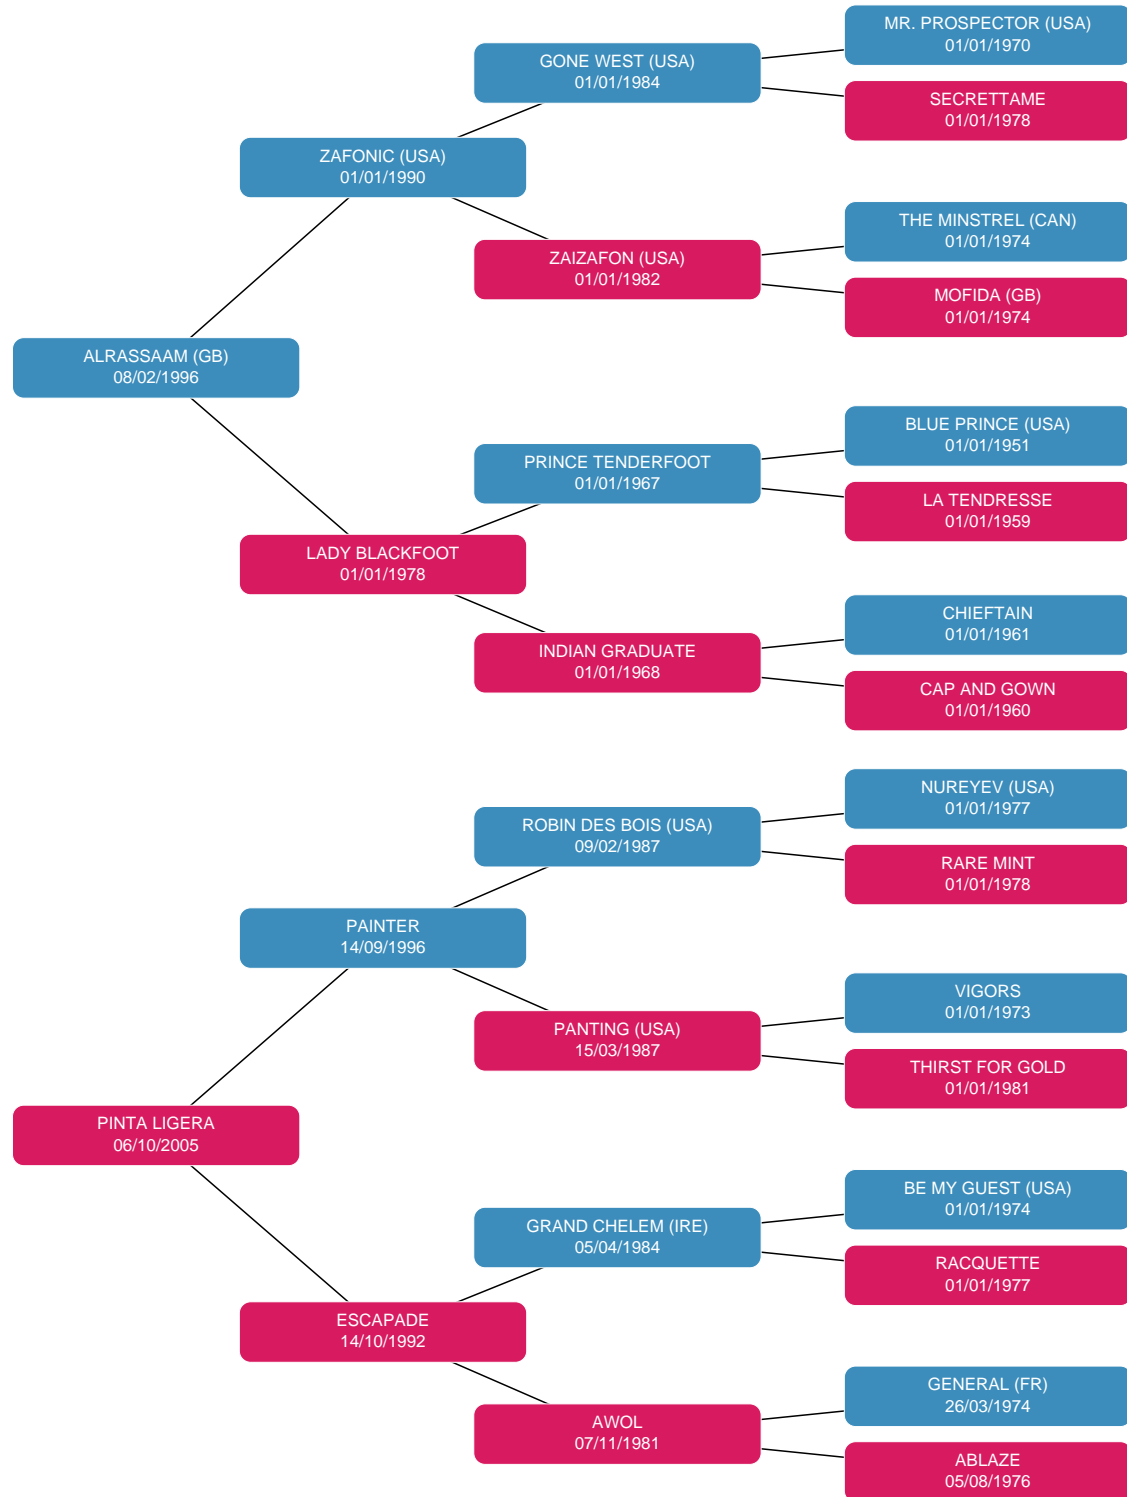 MR. PROSPECTOR (USA)
01/01/1970
GONE WEST (USA)
01/01/1984
SECRETTAME
01/01/1978
ZAFONIC (USA)
01/01/1990
THE MINSTREL (CAN)
01/01/1974
ZAIZAFON (USA)
01/01/1982
MOFIDA (GB)
01/01/1974
ALRASSAAM (GB)
08/02/1996
BLUE PRINCE (USA)
01/01/1951
PRINCE TENDERFOOT
01/01/1967
LA TENDRESSE
01/01/1959
LADY BLACKFOOT
01/01/1978
CHIEFTAIN
01/01/1961
INDIAN GRADUATE
01/01/1968
CAP AND GOWN
01/01/1960
NUREYEV (USA)
01/01/1977
ROBIN DES BOIS (USA)
09/02/1987
RARE MINT
01/01/1978
PAINTER
14/09/1996
VIGORS
01/01/1973
PANTING (USA)
15/03/1987
THIRST FOR GOLD
01/01/1981
PINTA LIGERA
06/10/2005
BE MY GUEST (USA)
01/01/1974
GRAND CHELEM (IRE)
05/04/1984
RACQUETTE
01/01/1977
ESCAPADE
14/10/1992
GENERAL (FR)
26/03/1974
AWOL
07/11/1981
ABLAZE
05/08/1976